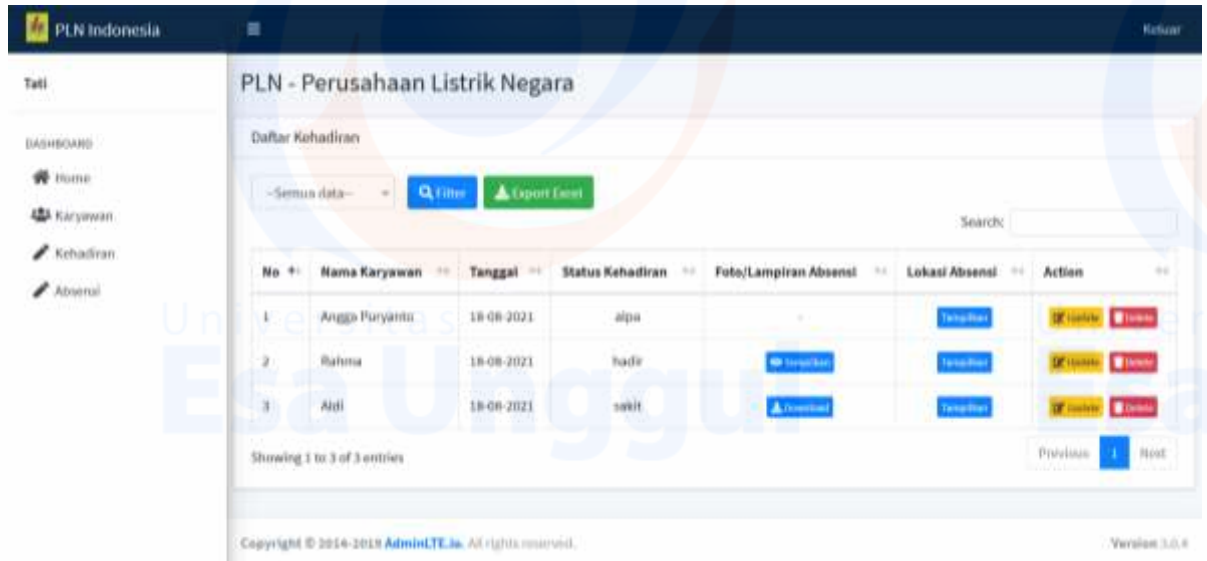 PLN Indonesia Keluar
Tati
PLN - Perusahaan Listrik Negara
DASHBOARD
Home
Karyawan
Kehadiran
Absensi
Daftar Kehadiran
--Semua data-- Filter Export Excel
Search:
No Nama Karyawan Tanggal Status Kehadiran Foto/Lampiran Absensi Lokasi Absensi Action
1 Angga Puryanto 18-08-2021 alpa - Tampilkan Update Delete
2 Rahma 18-08-2021 hadir Tampilkan Tampilkan Update Delete
3 Aldi 18-08-2021 sakit Download Tampilkan Update Delete
Showing 1 to 3 of 3 entries
Previous 1 Next
Copyright © 2014-2019 AdminLTE.io. All rights reserved. Version 3.0.4
Universitas
Esa Unggul